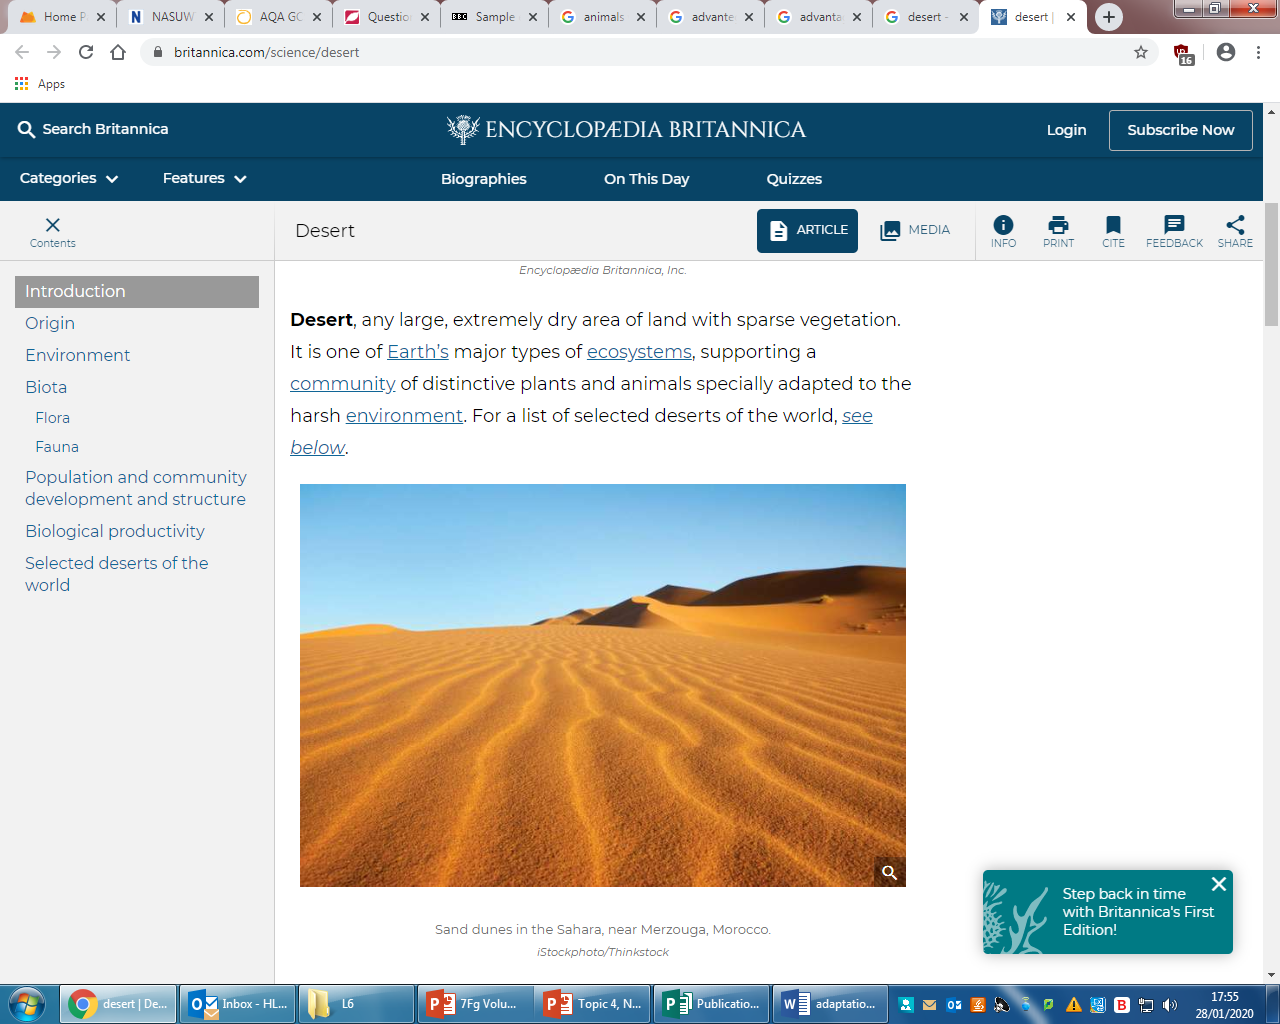 Home P
NASUW
AQA GC
Question
Sample
animals
advante
advanta
desert -
desert |
britannica.com/science/desert
16
Apps
Search Britannica
ENCYCLOPÆDIA BRITANNICA
Login
Subscribe Now
Categories
Features
Biographies
On This Day
Quizzes
Contents
Desert
ARTICLE
MEDIA
INFO
PRINT
CITE
FEEDBACK
SHARE
Introduction
Origin
Environment
Biota
Flora
Fauna
Population and community
development and structure
Biological productivity
Selected deserts of the
world
Encyclopædia Britannica, Inc.
Desert, any large, extremely dry area of land with sparse vegetation.
It is one of Earth's major types of ecosystems, supporting a
community of distinctive plants and animals specially adapted to the
harsh environment. For a list of selected deserts of the world, see
below.
Sand dunes in the Sahara, near Merzouga, Morocco.
iStockphoto/Thinkstock
Step back in time
with Britannica's First
Edition!
desert | De...
Inbox - HL...
L6
7Fg Volu...
Topic 4, N...
Publicatio...
adaptatio...
17:55
28/01/2020